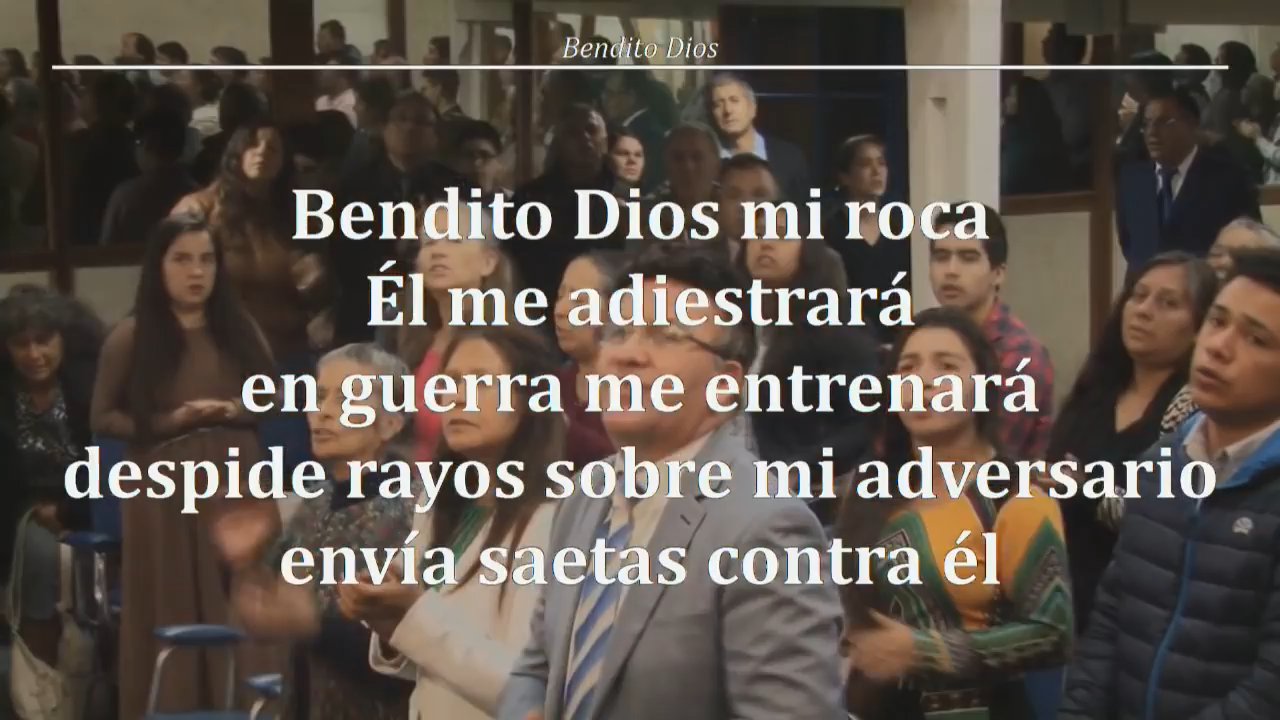 Bendito Dios
Bendito Dios mi roca
Él me adiestrará
en guerra me entrenará
despide rayos sobre mi adversario
envía saetas contra él